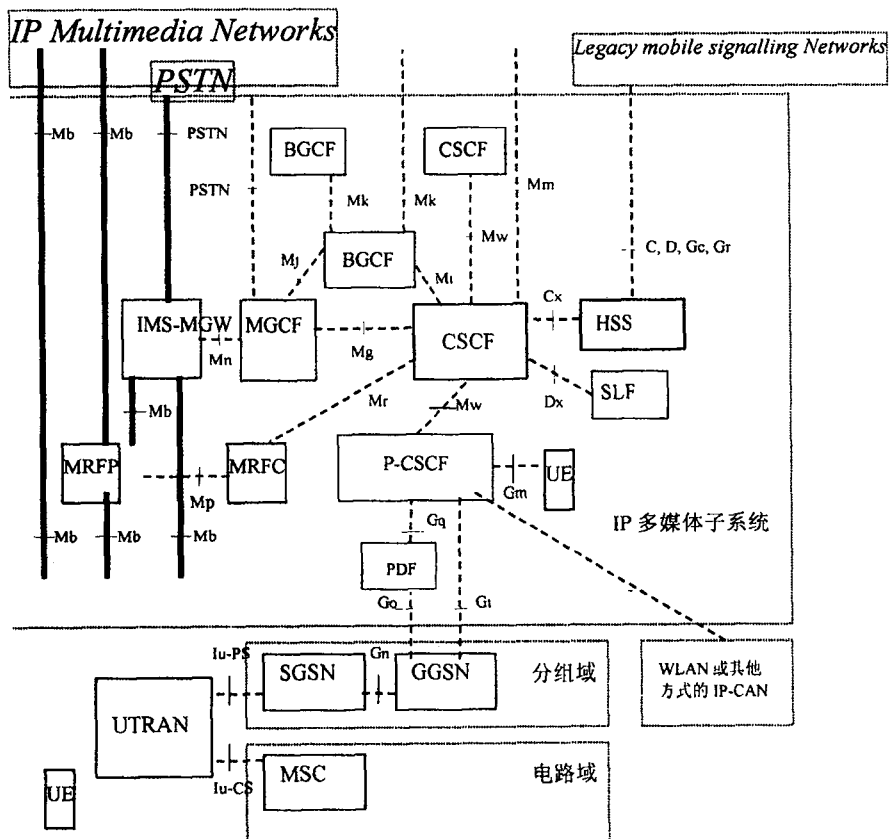 IP Multimedia Networks
Legacy mobile signalling Networks
PSTN
Mb
Mb
PSTN
PSTN
BGCF
CSCF
Mk
Mk
Mm
Mw
C, D, Gc, Gr
Mj
BGCF
Mi
Cx
IMS-MGW
MGCF
CSCF
HSS
Mn
Mg
SLF
Dx
Mr
Mw
Mb
MRFP
MRFC
P-CSCF
UE
Gm
Mp
IP 多媒体子系统
Mb
Mb
Mb
Gq
PDF
Go
Gi
Iu-PS
Gn
SGSN
GGSN
分组域
WLAN 或其他
方式的 IP-CAN
UTRAN
MSC
电路域
Iu-CS
UE